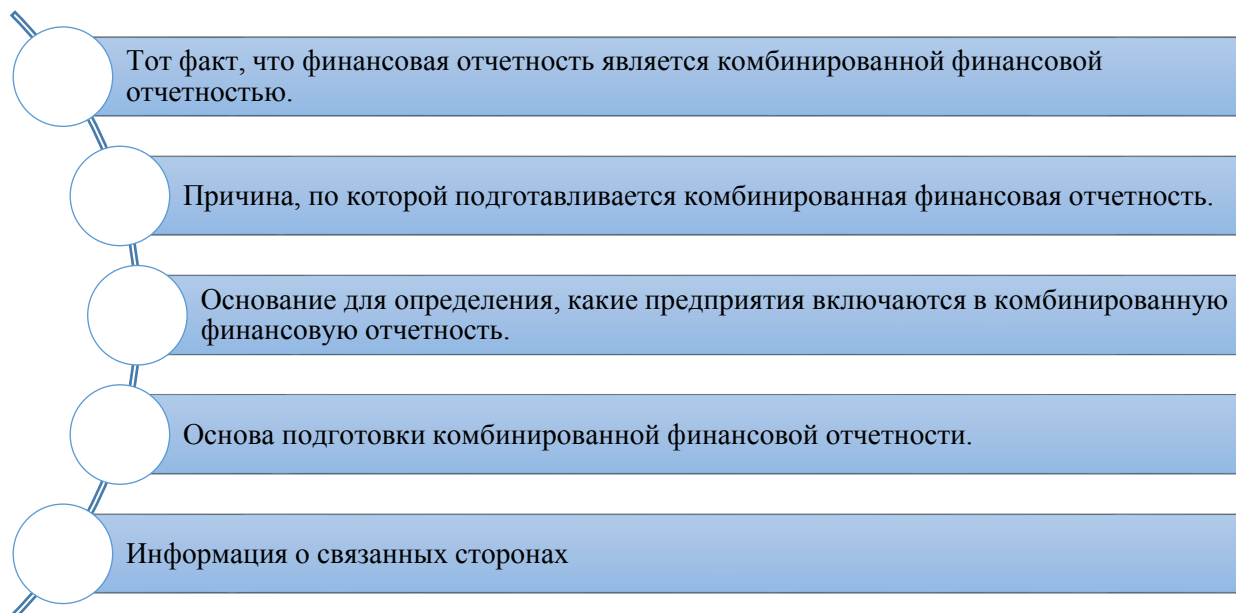 Тот факт, что финансовая отчетность является комбинированной финансовой
отчетностью.
Причина, по которой подготавливается комбинированная финансовая отчетность.
Основание для определения, какие предприятия включаются в комбинированную
финансовую отчетность.
Основа подготовки комбинированной финансовой отчетности.
Информация о связанных сторонах